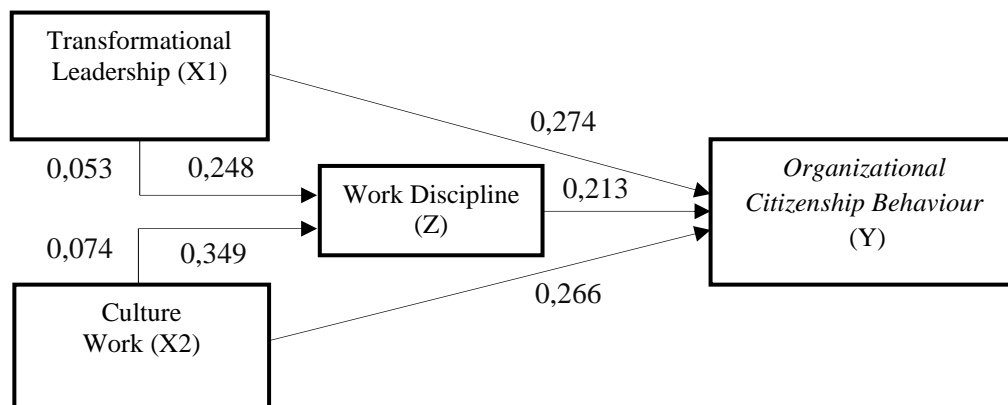 Transformational
Leadership (X1)
0,274
0,053
0,248
Organizational
Citizenship Behaviour
(Y)
Work Discipline
(Z)
0,213
0,074
0,349
0,266
Culture
Work (X2)